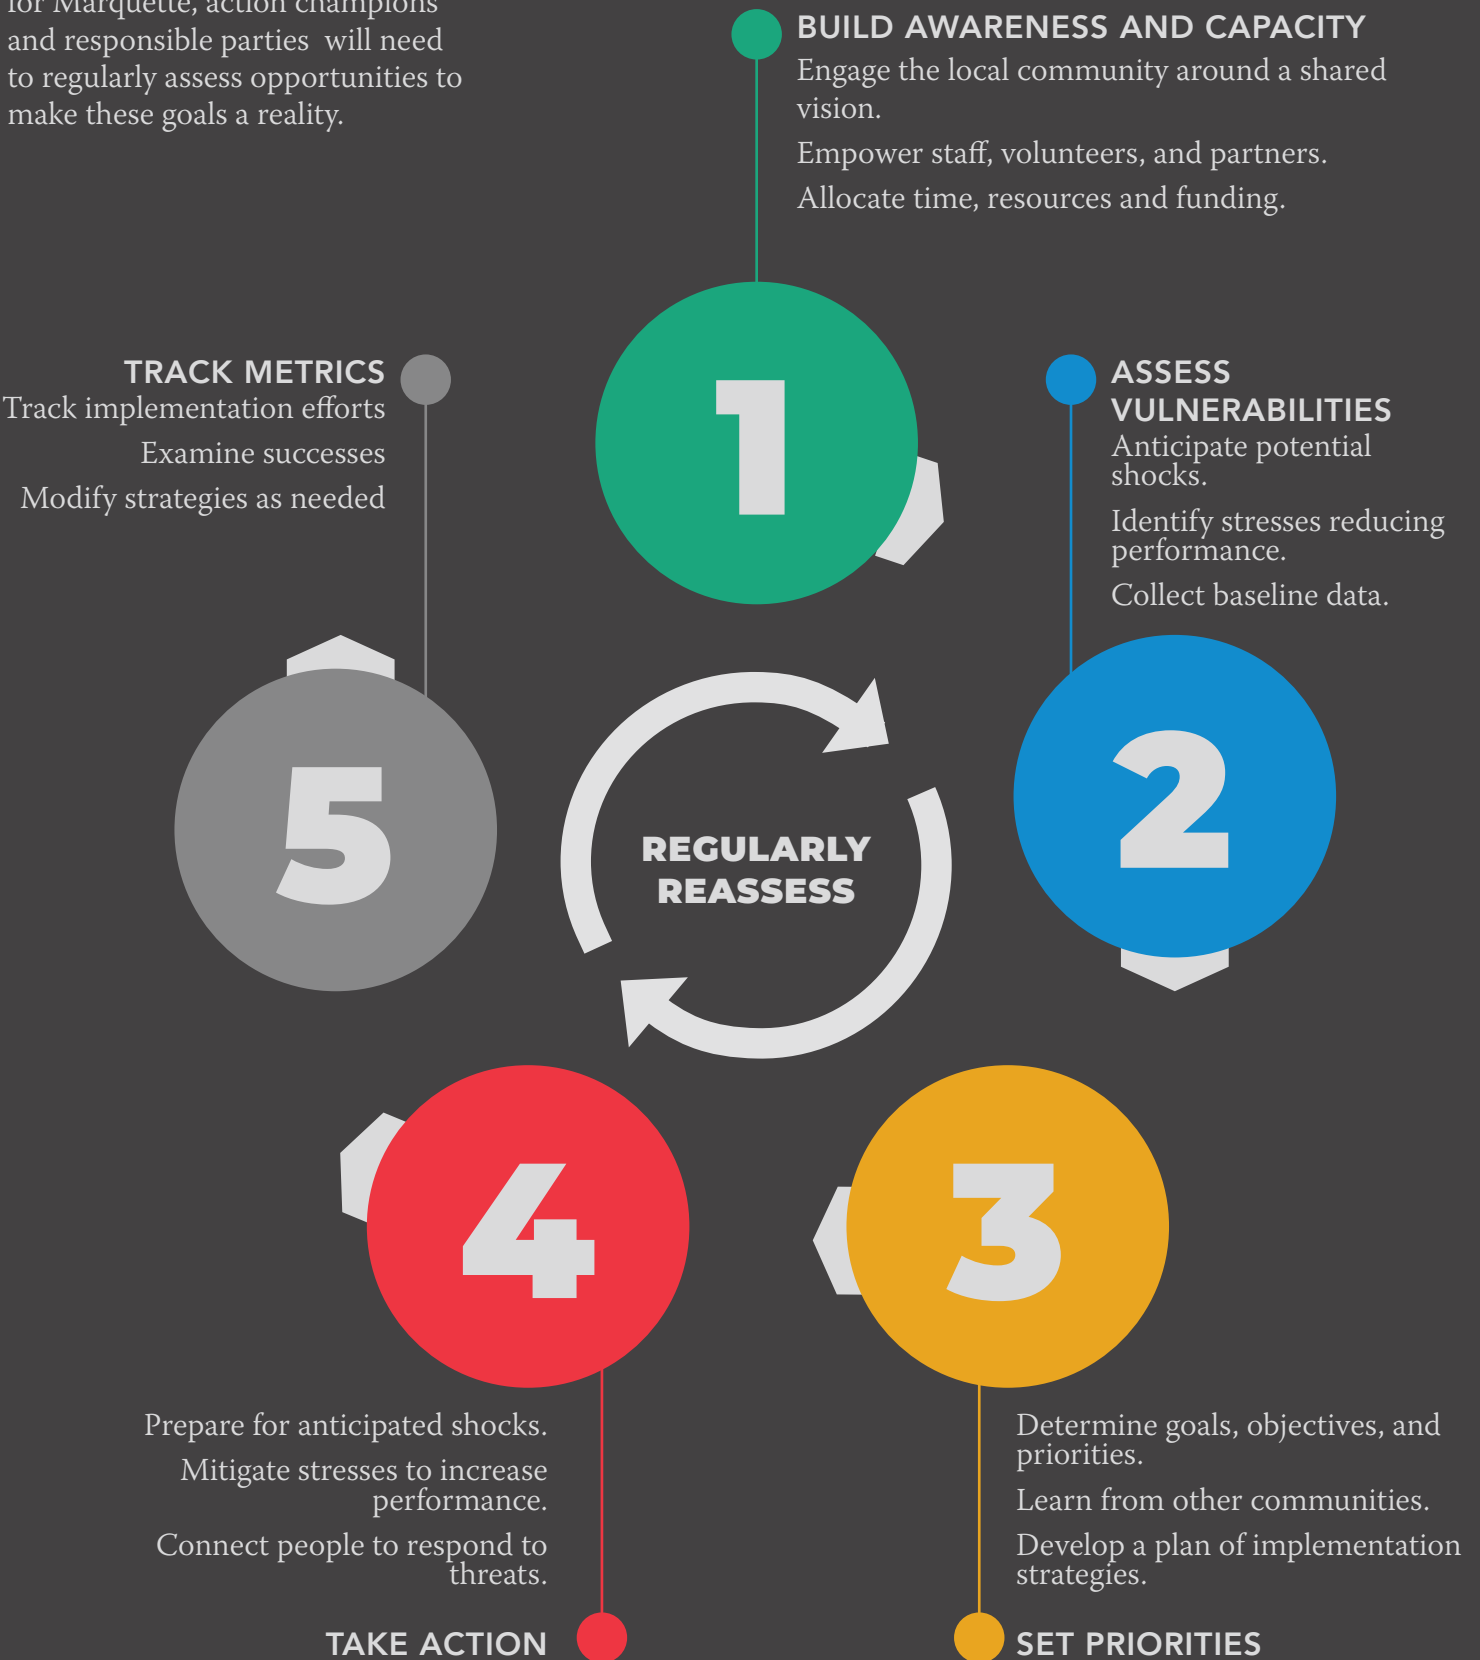 for Marquette, action champions
and responsible parties will need
to regularly assess opportunities to
make these goals a reality.
BUILD AWARENESS AND CAPACITY
Engage the local community around a shared
vision.
Empower staff, volunteers, and partners.
Allocate time, resources and funding.
1
TRACK METRICS
Track implementation efforts
Examine successes
Modify strategies as needed
ASSESS
VULNERABILITIES
Anticipate potential
shocks.
Identify stresses reducing
performance.
Collect baseline data.
5
REGULARLY
REASSESS
2
4
3
Prepare for anticipated shocks.
Mitigate stresses to increase
performance.
Connect people to respond to
threats.
TAKE ACTION
Determine goals, objectives, and
priorities.
Learn from other communities.
Develop a plan of implementation
strategies.
SET PRIORITIES